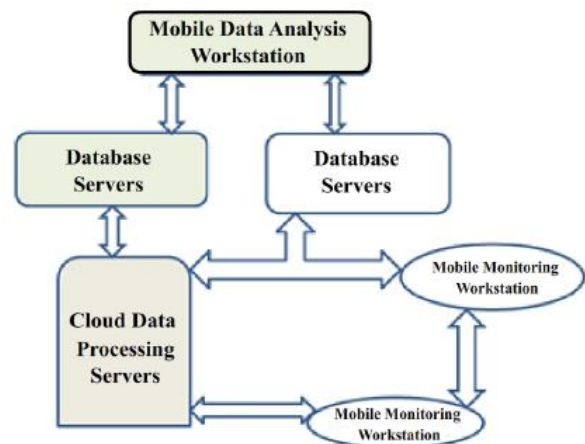 Mobile Data Analysis
Workstation
Database
Servers
Database
Servers
Mobile Monitoring
Workstation
Cloud Data
Processing
Servers
Mobile Monitoring
Workstation